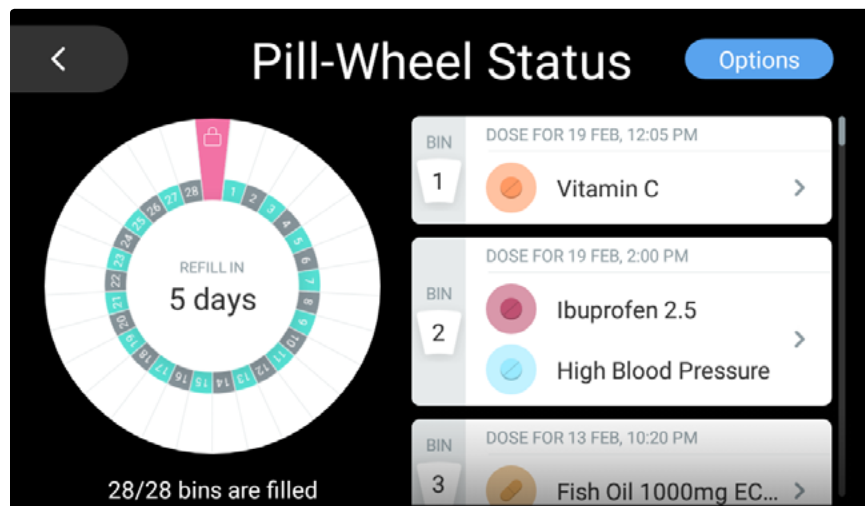 Pill-Wheel Status
Options
28
1
2
3
4
5
6
7
8
9
10
11
12
13
14
15
16
17
18
19
20
21
22
23
24
25
26
27
REFILL IN
5 days
28/28 bins are filled
BIN
1
DOSE FOR 19 FEB, 12:05 PM
Vitamin C
BIN
2
DOSE FOR 19 FEB, 2:00 PM
Ibuprofen 2.5
High Blood Pressure
BIN
3
DOSE FOR 13 FEB, 10:20 PM
Fish Oil 1000mg EC...